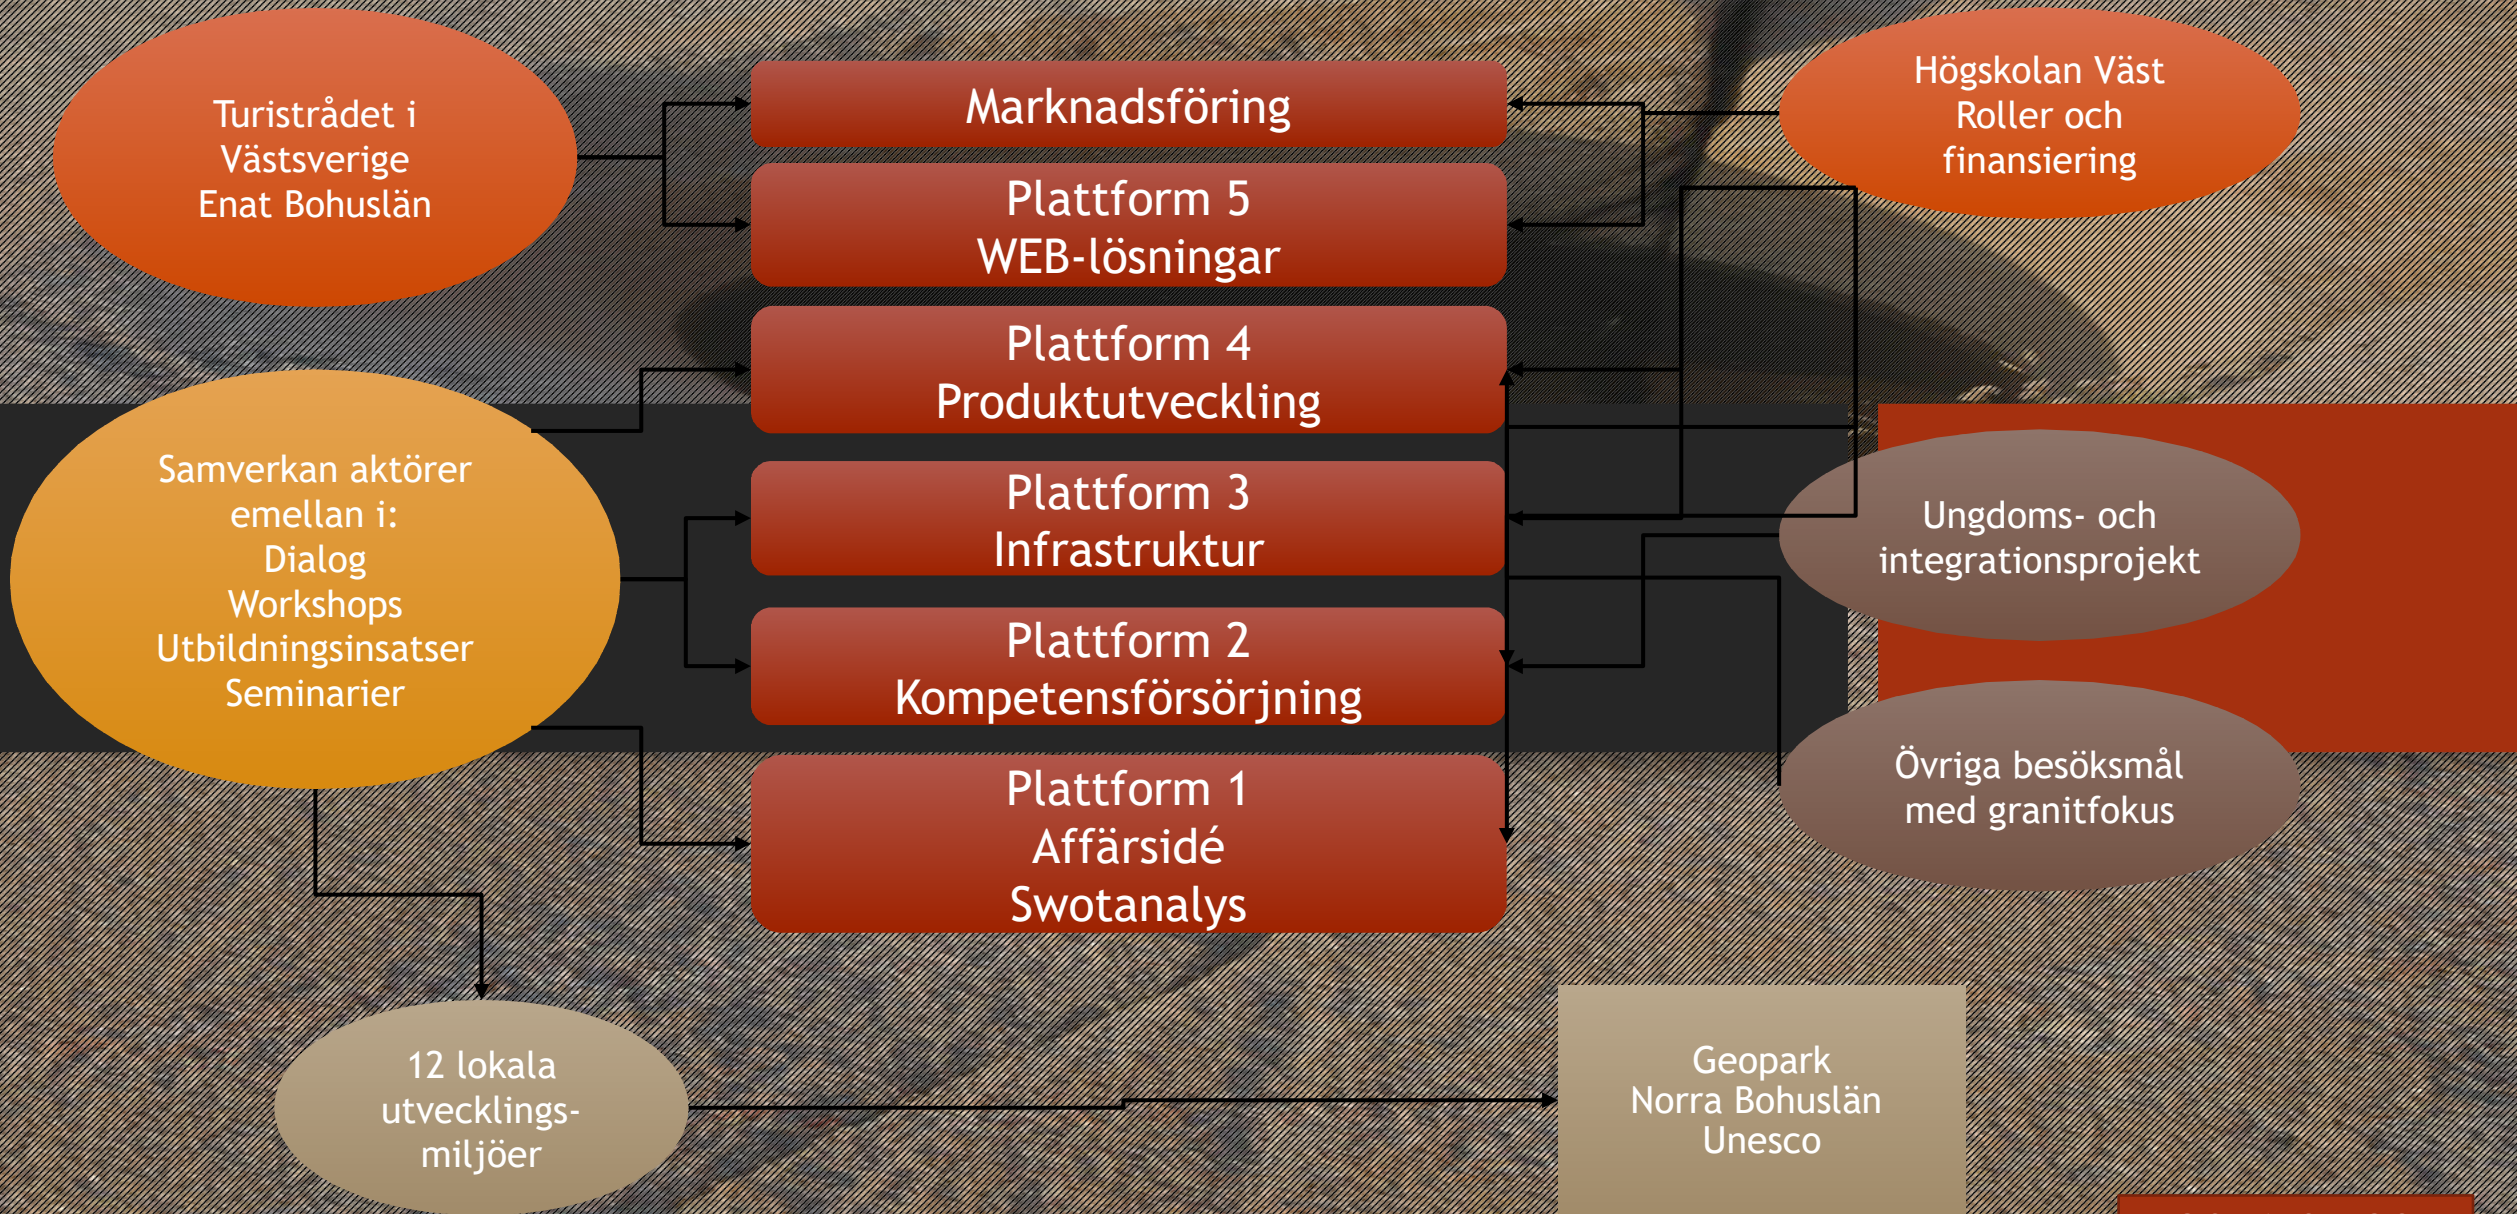 Turistrådet i
Västsverige
Enat Bohuslän
Marknadsföring
Högskolan Väst
Roller och
finansiering
Plattform 5
WEB-lösningar
Plattform 4
Produktutveckling
Samverkan aktörer
emellan i:
Dialog
Workshops
Utbildningsinsatser
Seminarier
Plattform 3
Infrastruktur
Ungdoms- och
integrationsprojekt
Plattform 2
Kompetensförsörjning
Övriga besöksmål
med granitfokus
Plattform 1
Affärsidé
Swotanalys
12 lokala
utvecklings-
miljöer
Geopark
Norra Bohuslän
Unesco